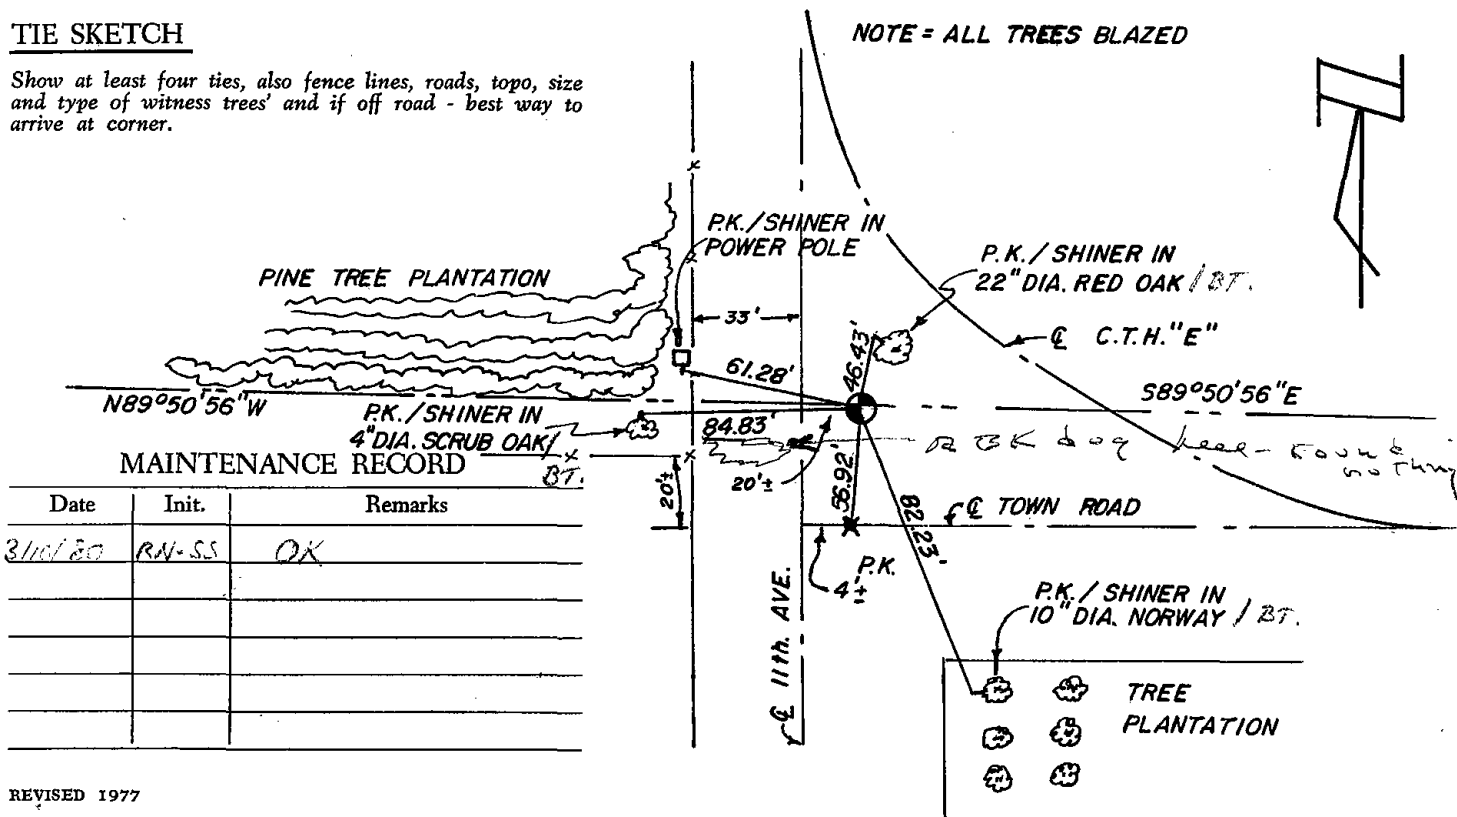 TIE SKETCH
Show at least four ties, also fence lines, roads, topo, size
and type of witness trees' and if off road - best way to
arrive at corner.
NOTE = ALL TREES BLAZED
P.K./SHINER IN
POWER POLE
P.K./SHINER IN
22" DIA. RED OAK / BT.
PINE TREE PLANTATION
33'
46.43'
℄ C.T.H. "E"
61.28'
N89°50'56"W
S89°50'56"E
P.K./SHINER IN
4" DIA. SCRUB OAK/
BT.
84.83'
nothing
20'±
20'±
56.92'
82.23'
℄ TOWN ROAD
P.K.
4'±
℄ 11th. AVE.
P.K./SHINER IN
10" DIA. NORWAY / BT.
TREE
PLANTATION
MAINTENANCE RECORD
Date Init. Remarks
3/10/80 RN-SS OK
REVISED 1977